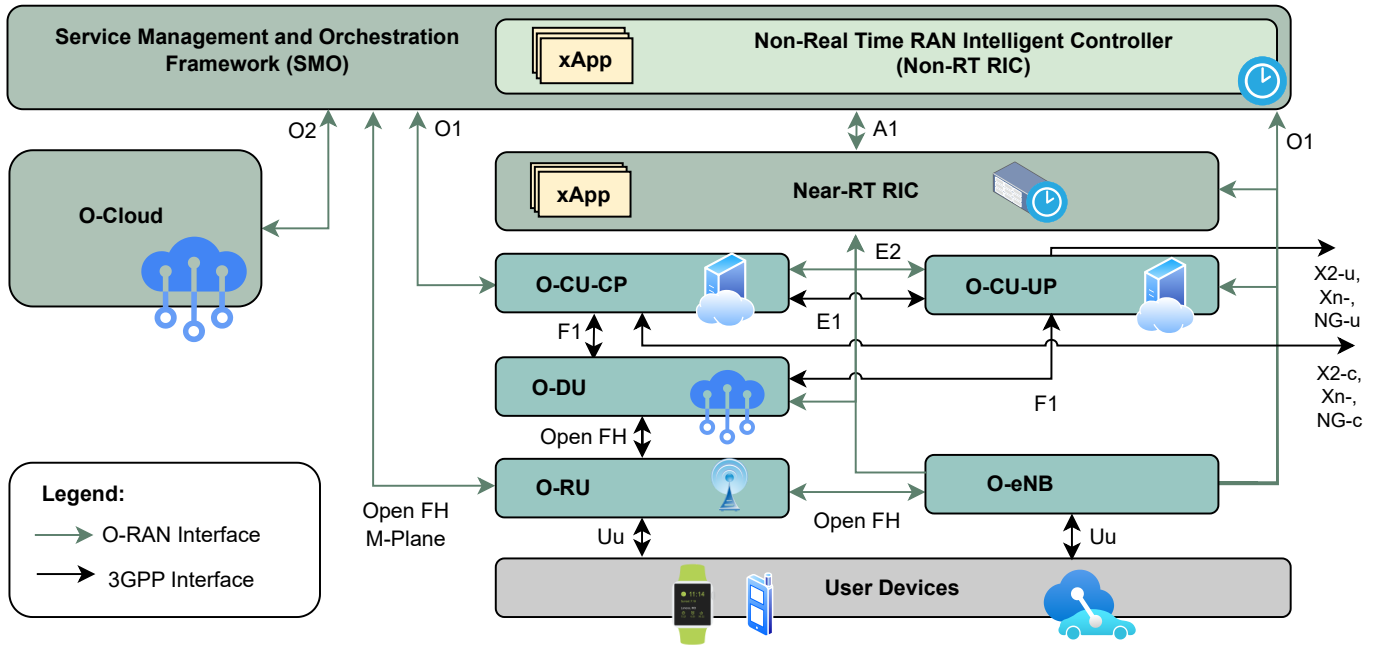 Service Management and Orchestration
Framework (SMO)
xApp
Non-Real Time RAN Intelligent Controller
(Non-RT RIC)
O2
O1
A1
O1
O-Cloud
xApp
Near-RT RIC
E2
O-CU-CP
O-CU-UP
X2-u,
Xn-,
NG-u
E1
F1
O-DU
X2-c,
Xn-,
NG-c
F1
Open FH
Legend:
O-RAN Interface
3GPP Interface
O-RU
O-eNB
Open FH
M-Plane
Open FH
Uu
Uu
User Devices
11:14